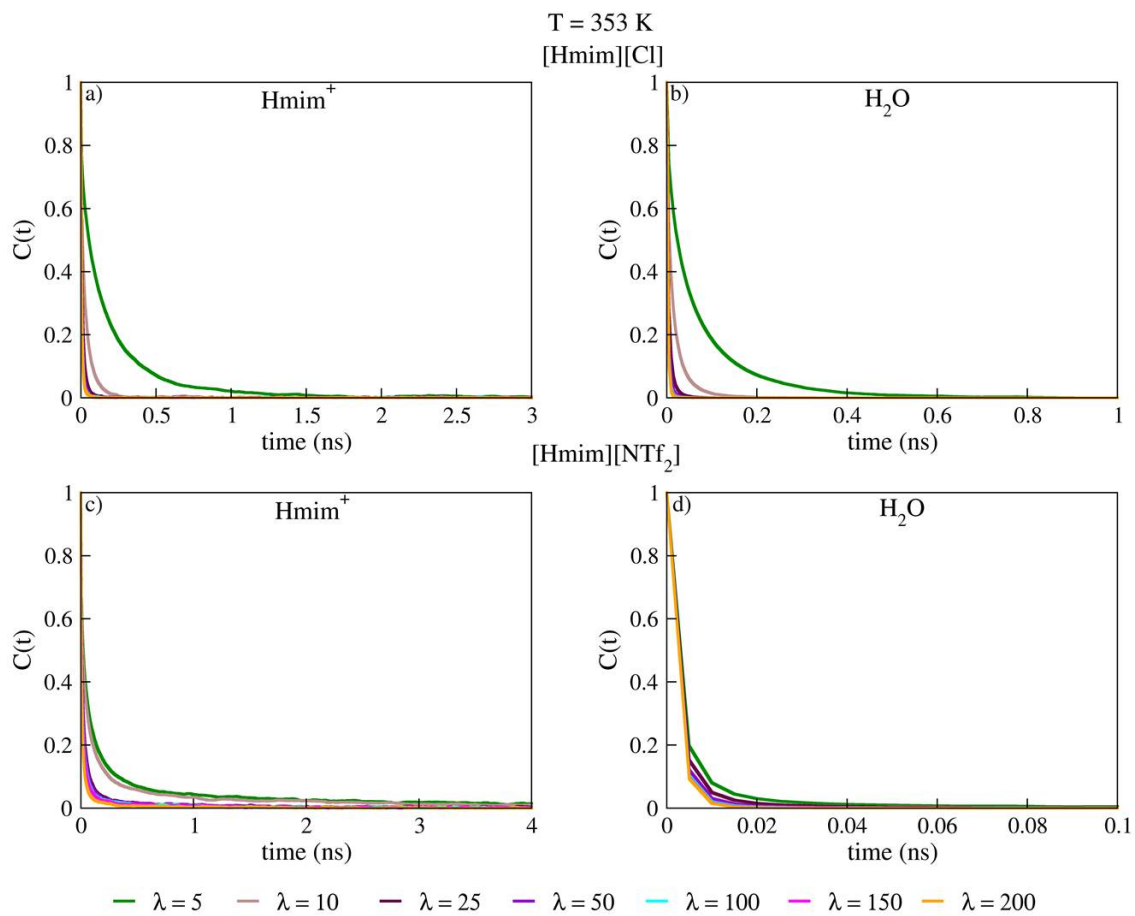 T = 353 K
[Hmim][Cl]
a) Hmim⁺
C(t)
1
0.8
0.6
0.4
0.2
0
0 0.5 1 1.5 2 2.5 3
time (ns)
b) H₂O
C(t)
1
0.8
0.6
0.4
0.2
0
0 0.2 0.4 0.6 0.8 1
time (ns)
[Hmim][NTf₂]
c) Hmim⁺
C(t)
1
0.8
0.6
0.4
0.2
0
0 1 2 3 4
time (ns)
d) H₂O
C(t)
1
0.8
0.6
0.4
0.2
0
0 0.02 0.04 0.06 0.08 0.1
time (ns)
λ = 5 λ = 10 λ = 25 λ = 50 λ = 100 λ = 150 λ = 200